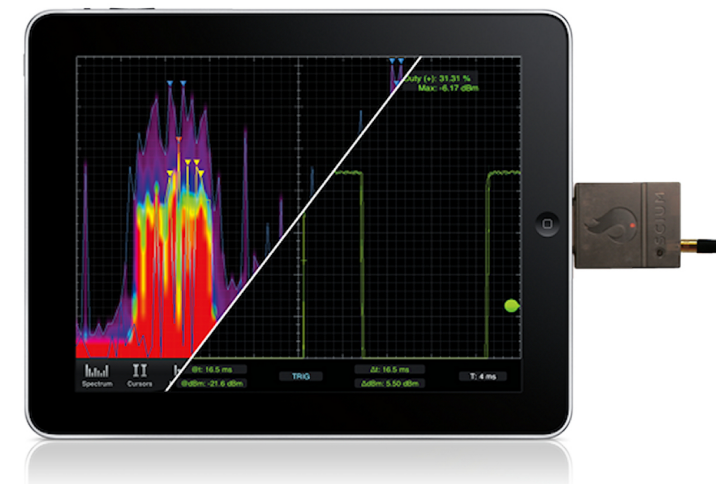 Duty (+): 31.31 %
Max: -6.17 dBm
OSCIUM
Spectrum
Cursors
@t: 16.5 ms
@dBm: -21.6 dBm
TRIG
Δt: 16.5 ms
ΔdBm: 5.50 dBm
T: 4 ms